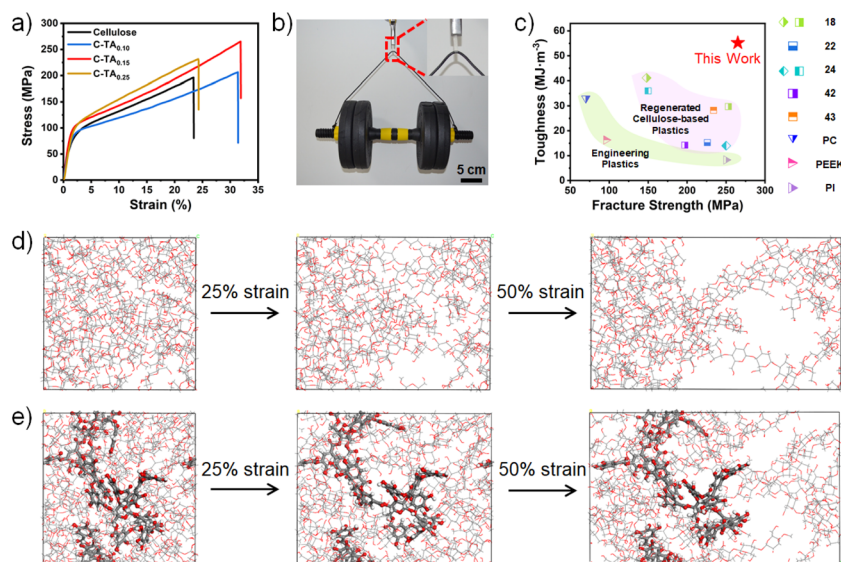 a)
300
250
200
150
100
50
0
Stress (MPa)
Cellulose
C-TA0.10
C-TA0.15
C-TA0.25
0 5 10 15 20 25 30 35
Strain (%)
b)
5 cm
c)
60
50
40
30
20
10
0
Toughness (MJ·m-3)
This Work
Regenerated
Cellulose-based
Plastics
Engineering
Plastics
50 100 150 200 250 300
Fracture Strength (MPa)
18
22
24
42
43
PC
PEEK
PI
d)
25% strain
50% strain
e)
25% strain
50% strain